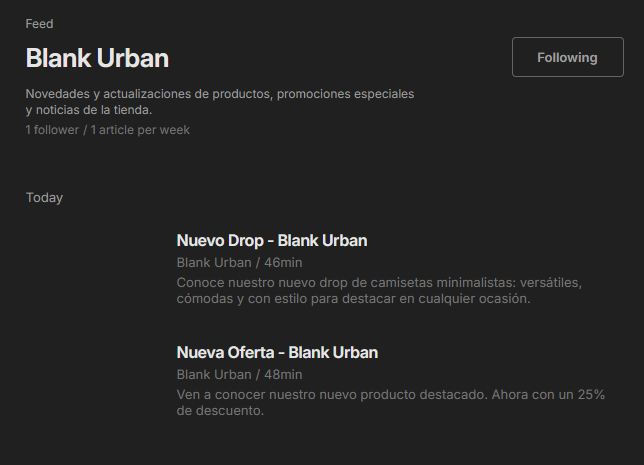 Feed
Blank Urban
Following
Novedades y actualizaciones de productos, promociones especiales
y noticias de la tienda.
1 follower / 1 article per week
Today
Nuevo Drop - Blank Urban
Blank Urban / 46min
Conoce nuestro nuevo drop de camisetas minimalistas: versátiles,
cómodas y con estilo para destacar en cualquier ocasión.
Nueva Oferta - Blank Urban
Blank Urban / 48min
Ven a conocer nuestro nuevo producto destacado. Ahora con un 25%
de descuento.